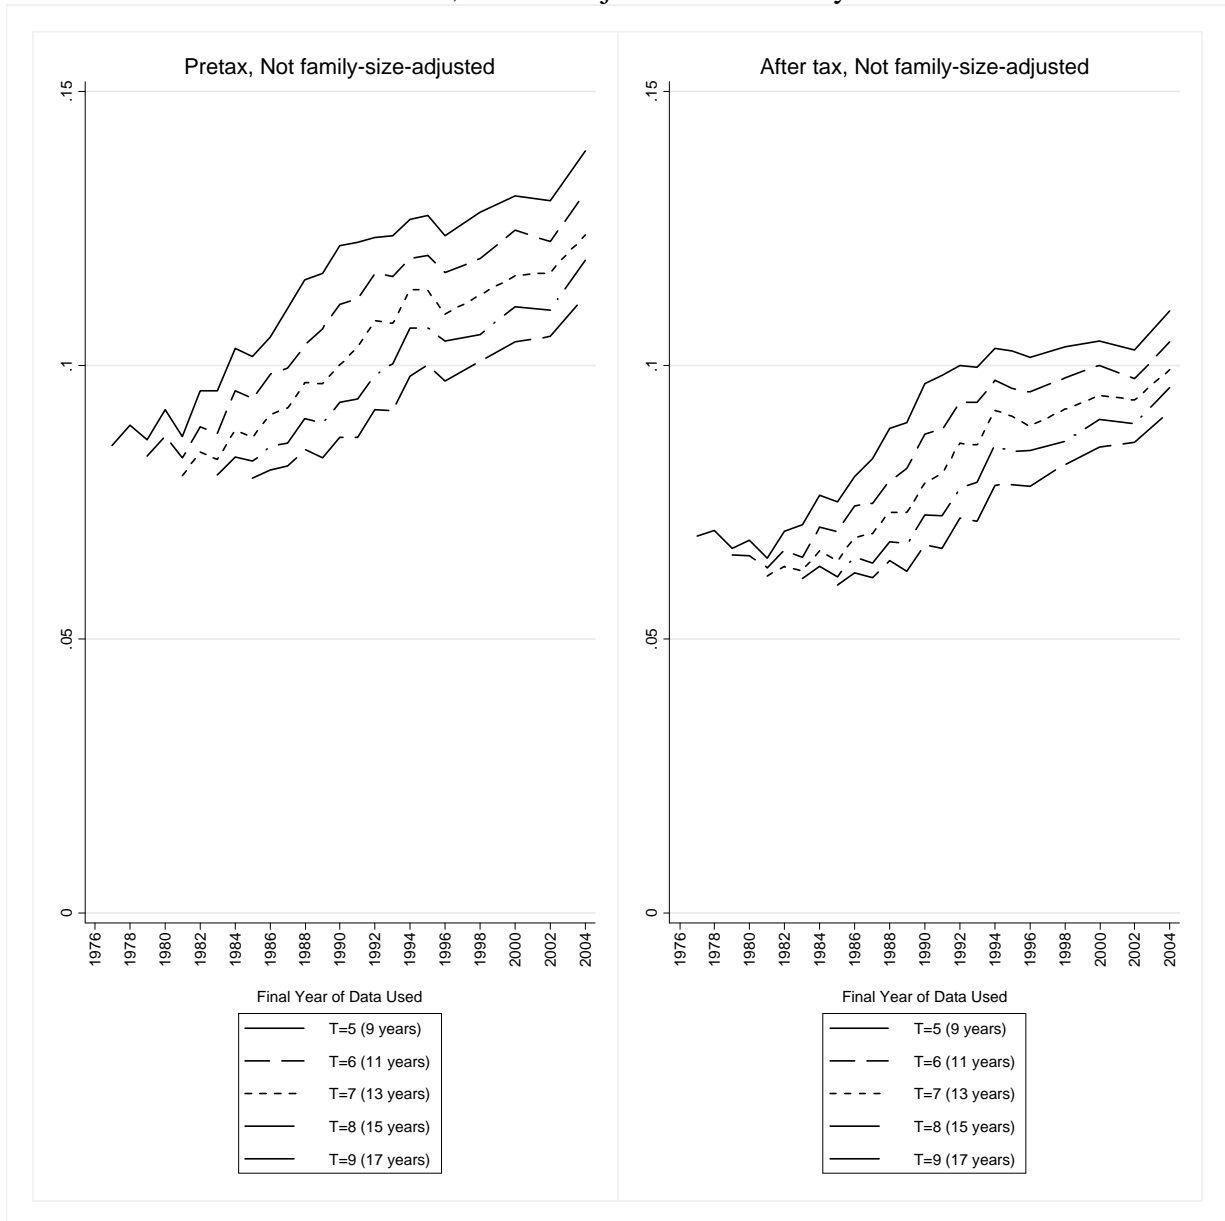 Pretax, Not family-size-adjusted
.15
.1
.05
0
1976 1978 1980 1982 1984 1986 1988 1990 1992 1994 1996 1998 2000 2002 2004
Final Year of Data Used
T=5 (9 years)
T=6 (11 years)
T=7 (13 years)
T=8 (15 years)
T=9 (17 years)
After tax, Not family-size-adjusted
.15
.1
.05
0
1976 1978 1980 1982 1984 1986 1988 1990 1992 1994 1996 1998 2000 2002 2004
Final Year of Data Used
T=5 (9 years)
T=6 (11 years)
T=7 (13 years)
T=8 (15 years)
T=9 (17 years)